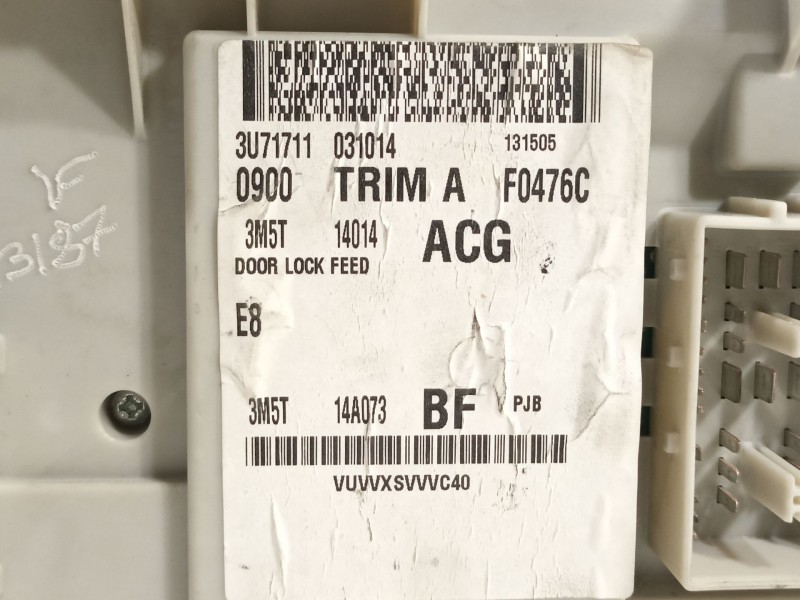 3U71711 031014 131505
0900 TRIM A F0476C
3M5T 14014 ACG
DOOR LOCK FEED
E8
3M5T 14A073 BF PJB
VUVVXSVVVC40